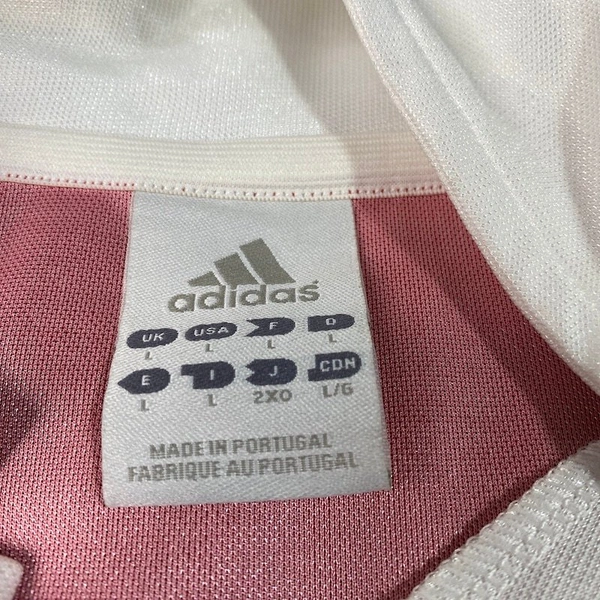 adidas
UK USA F D
L L L L
E I J CDN
L L 2XO L/G
MADE IN PORTUGAL
FABRIQUE AU PORTUGAL